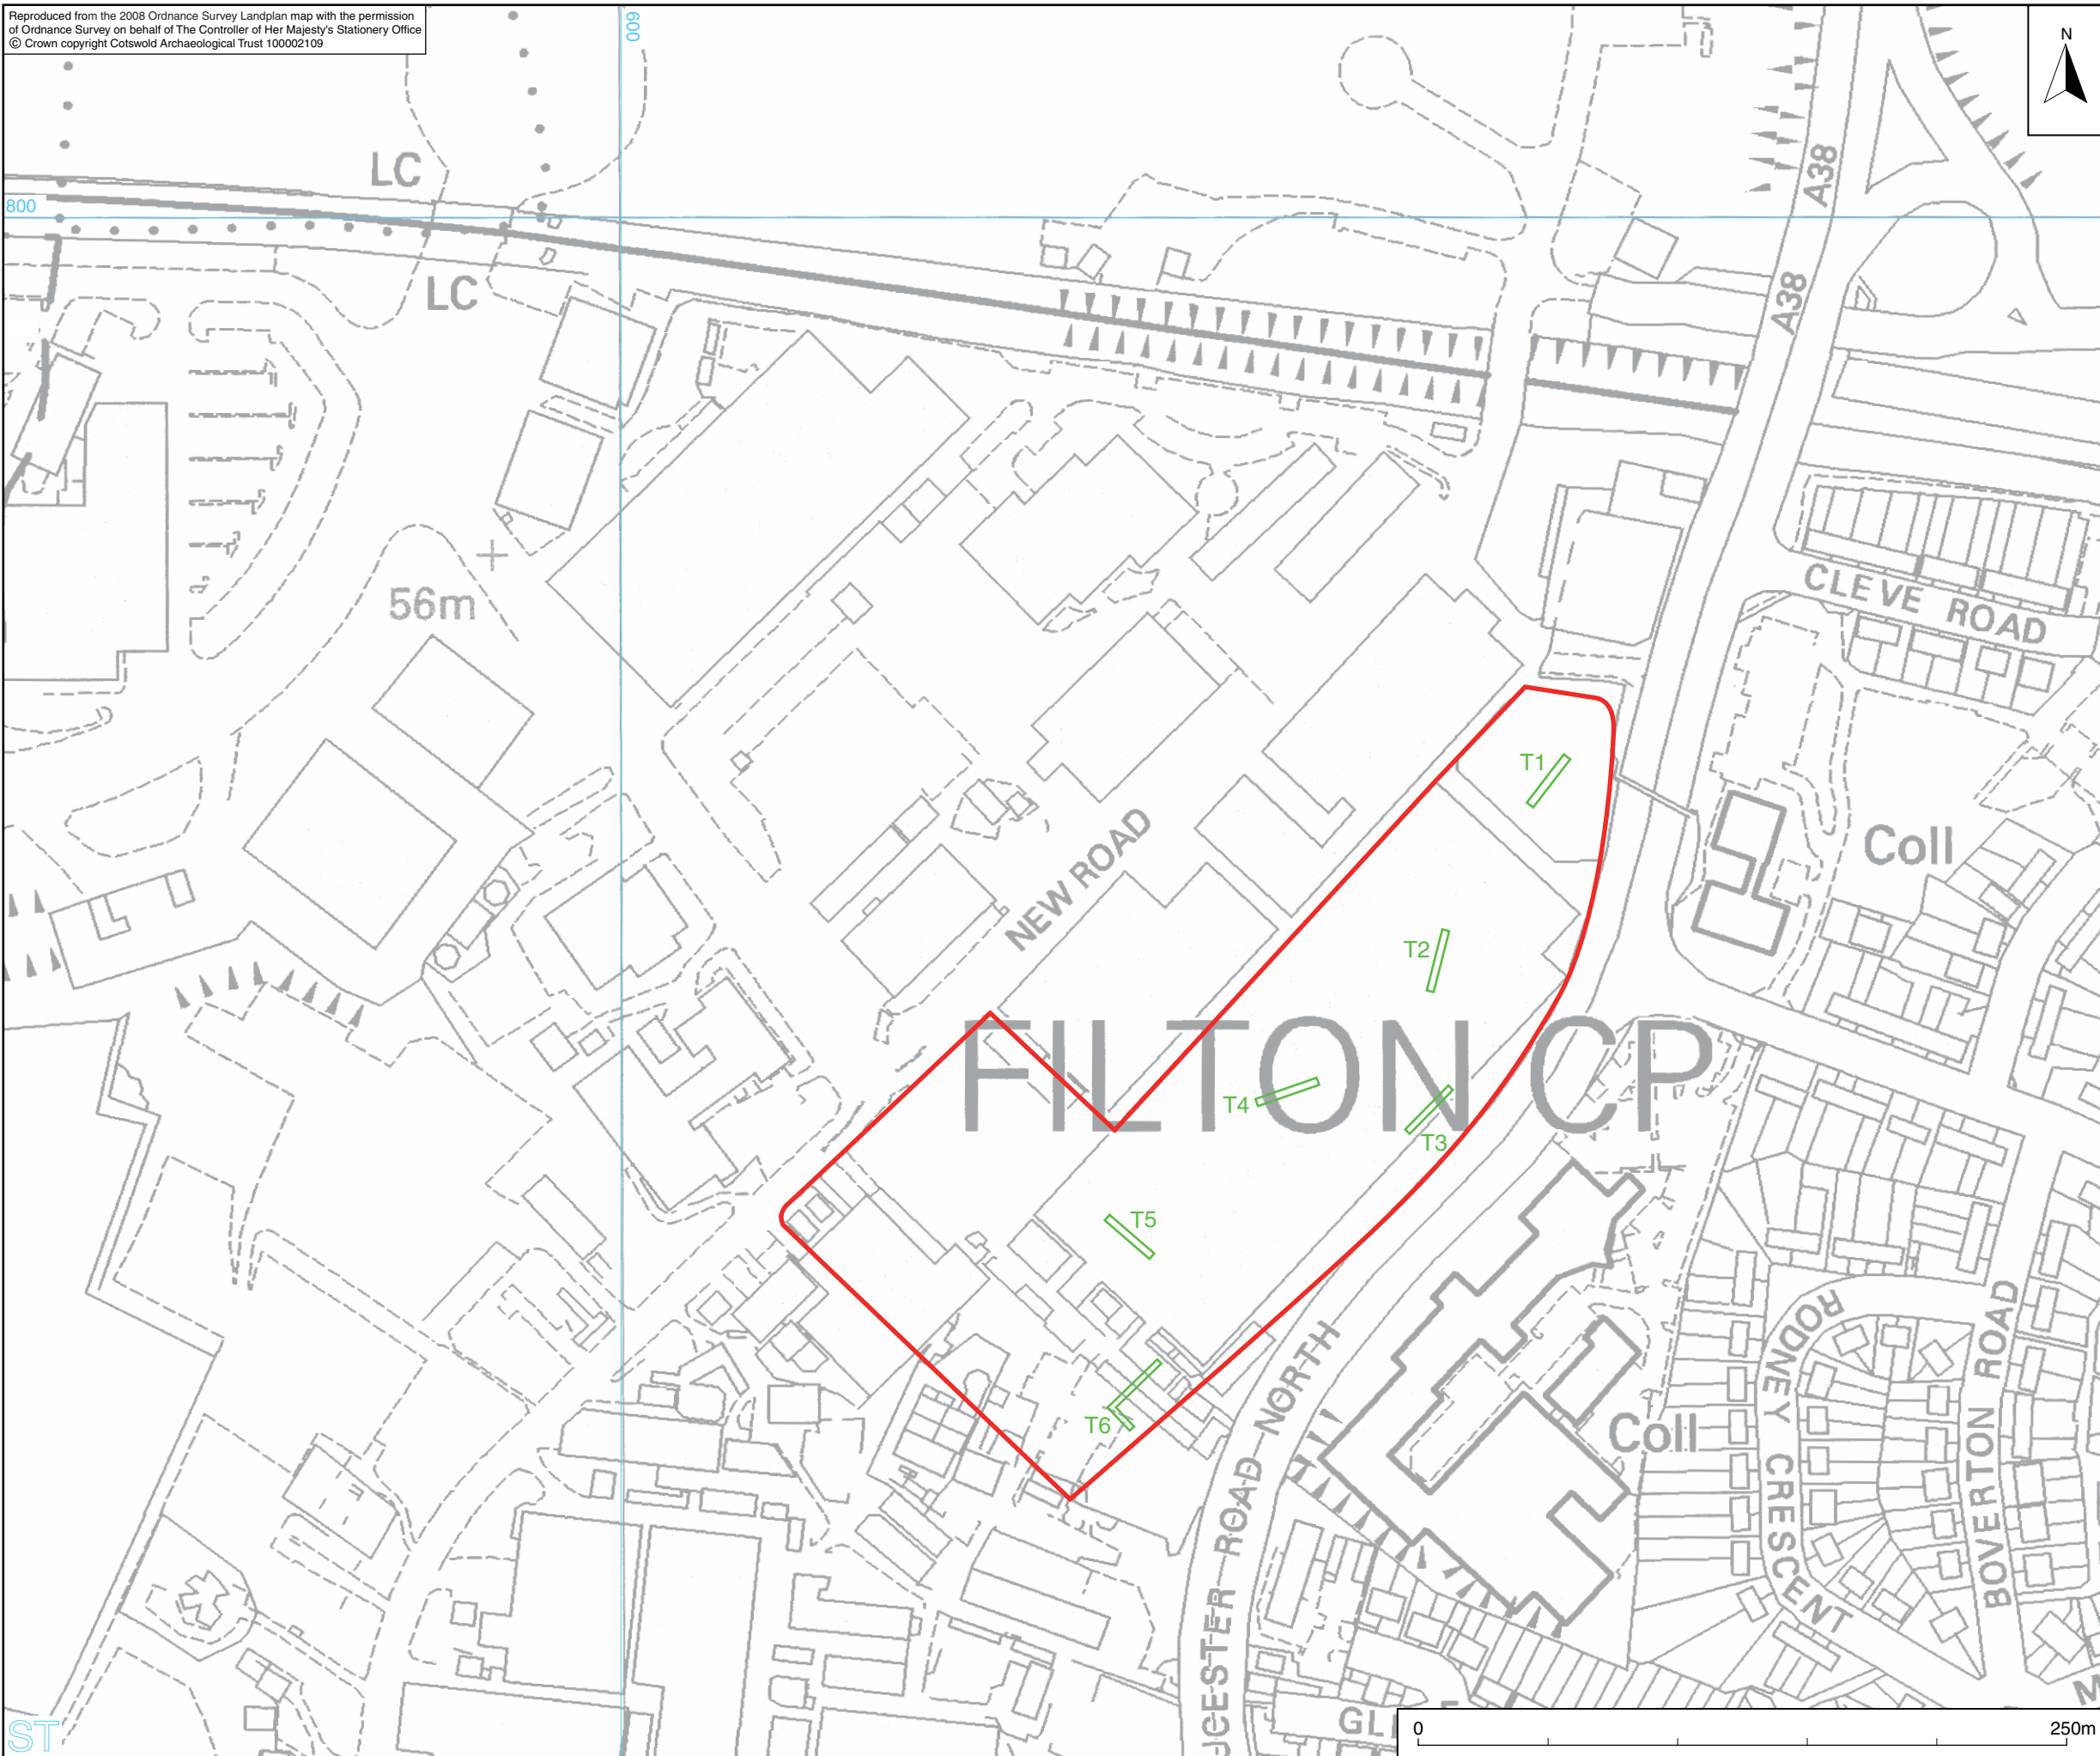 Reproduced from the 2008 Ordnance Survey Landplan map with the permission
of Ordnance Survey on behalf of The Controller of Her Majesty's Stationery Office
© Crown copyright Cotswold Archaeological Trust 100002109
600
N
LC
A38
800
LC
A38
CLEVE ROAD
56m
T1
NEW ROAD
Coll
T2
FILTON CP
T4
T3
T5
RODNEY CRESCENT
BOVERTON ROAD
T6
Coll
UCESTER ROAD NORTH
ST
GL
0
250m